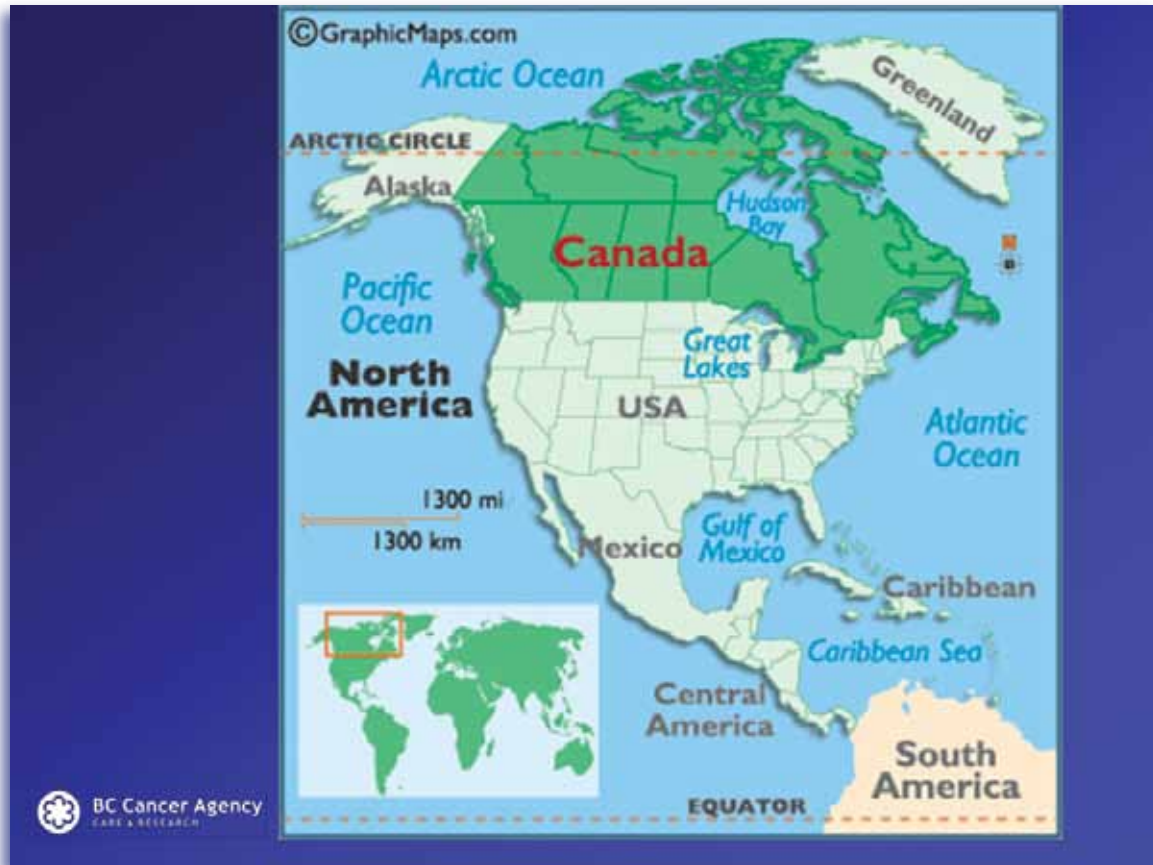 ©GraphicMaps.com
Arctic Ocean
Greenland
ARCTIC CIRCLE
Alaska
Hudson
Bay
Canada
N
Pacific
Ocean
Great
Lakes
North
America
USA
Atlantic
Ocean
1300 mi
1300 km
Gulf of
Mexico
Mexico
Caribbean
Caribbean Sea
Central
America
South
America
EQUATOR
BC Cancer Agency
CARE & RESEARCH